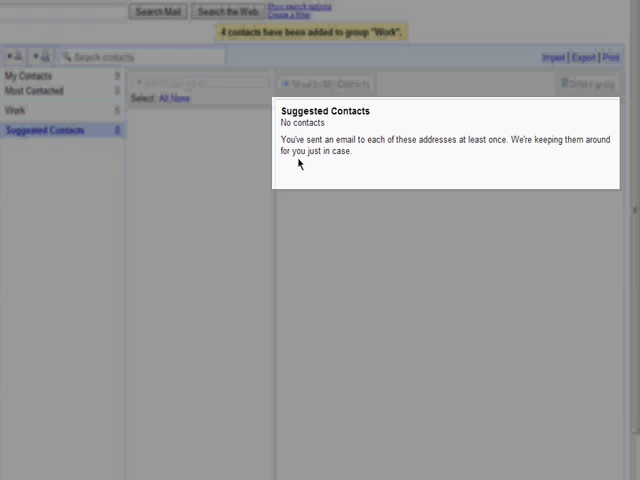 Search Mail Search the Web Show search options
Create a filter
4 contacts have been added to group "Work".
Search contacts Import | Export | Print
My Contacts 9
Most Contacted 0
Work 5
Suggested Contacts 0
Move to My Contacts Delete group
Select: All, None
Suggested Contacts
No contacts
You've sent an email to each of these addresses at least once. We're keeping them around
for you just in case.